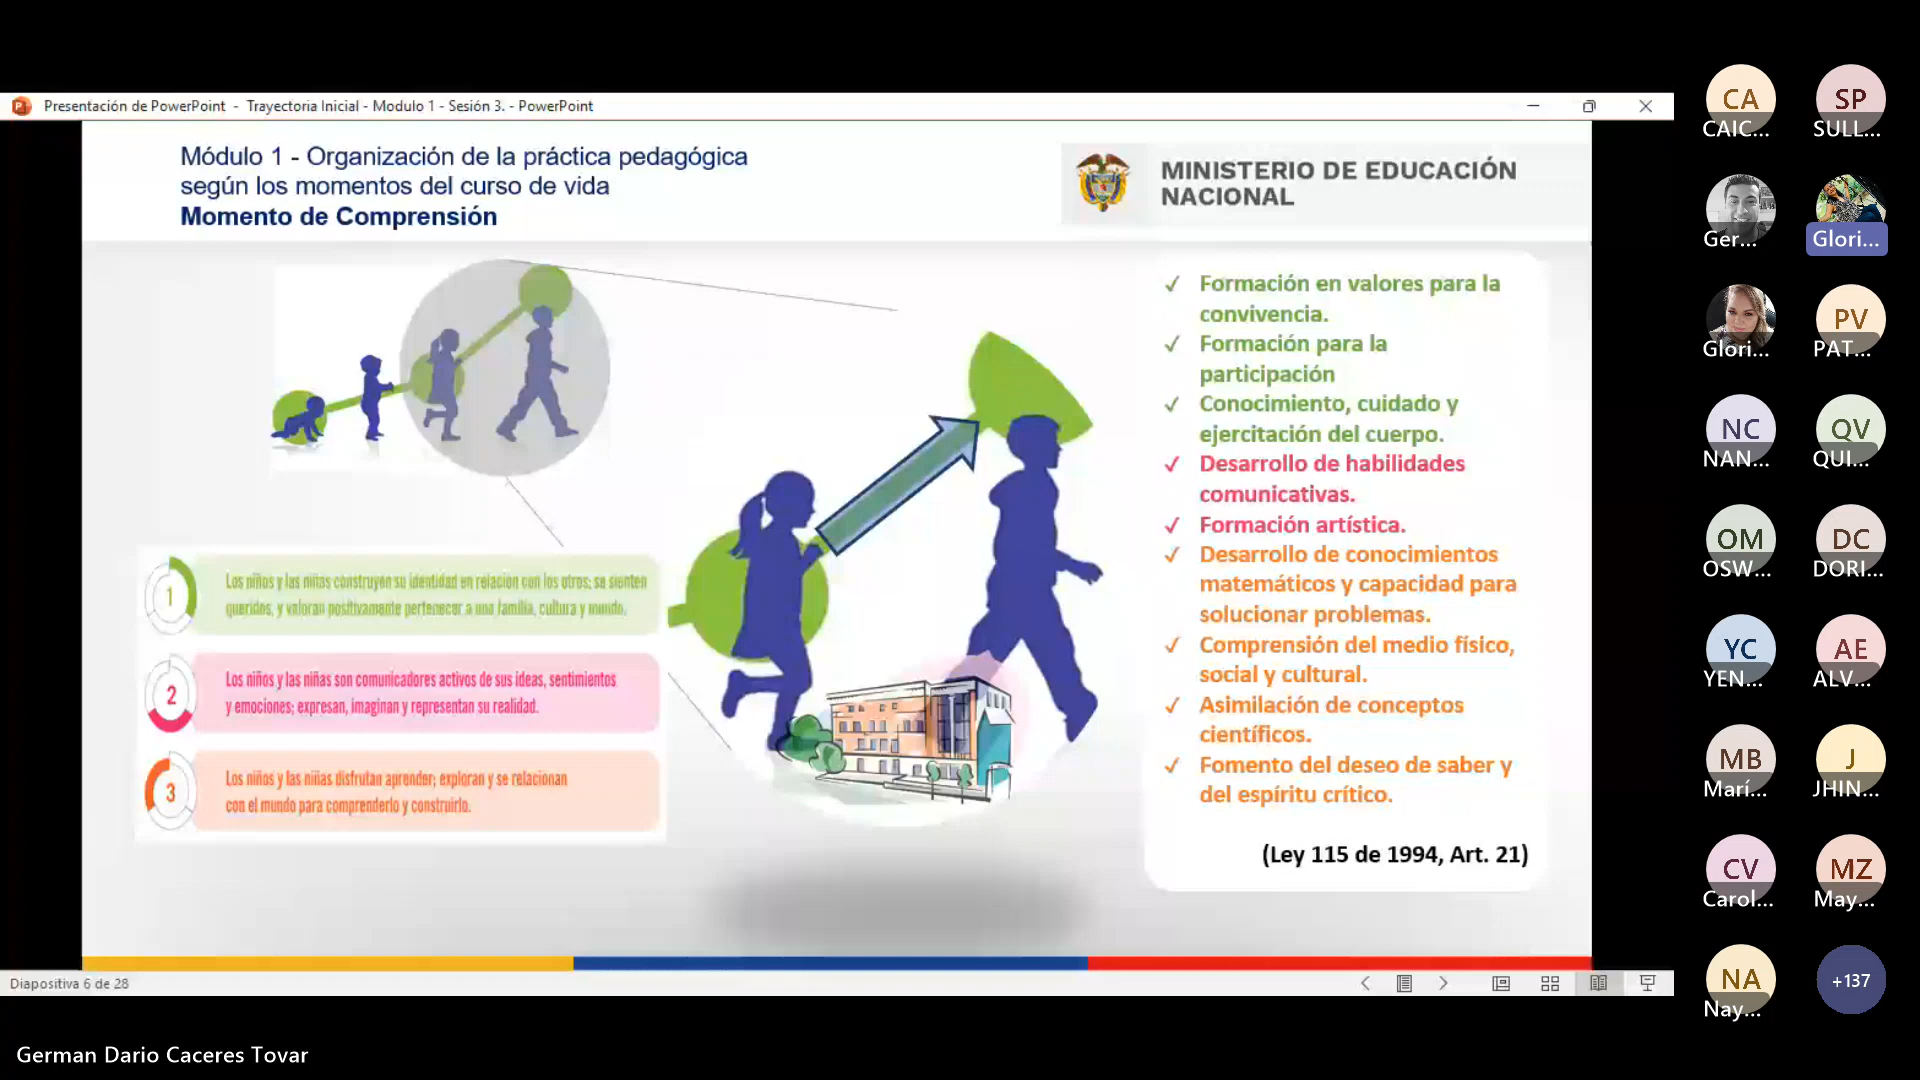 Presentación de PowerPoint - Trayectoria Inicial - Modulo 1 - Sesión 3. - PowerPoint
Módulo 1 - Organización de la práctica pedagógica
según los momentos del curso de vida
Momento de Comprensión
MINISTERIO DE EDUCACIÓN
NACIONAL
1
Los niños y las niñas construyen su identidad en relación con los otros; se sienten
queridos, y valoran positivamente pertenecer a una familia, cultura y mundo.
2
Los niños y las niñas son comunicadores activos de sus ideas, sentimientos
y emociones; expresan, imaginan y representan su realidad.
3
Los niños y las niñas disfrutan aprender; exploran y se relacionan
con el mundo para comprenderlo y construirlo.
✓ Formación en valores para la
convivencia.
✓ Formación para la
participación
✓ Conocimiento, cuidado y
ejercitación del cuerpo.
✓ Desarrollo de habilidades
comunicativas.
✓ Formación artística.
✓ Desarrollo de conocimientos
matemáticos y capacidad para
solucionar problemas.
✓ Comprensión del medio físico,
social y cultural.
✓ Asimilación de conceptos
científicos.
✓ Fomento del deseo de saber y
del espíritu crítico.
(Ley 115 de 1994, Art. 21)
Diapositiva 6 de 28
German Dario Caceres Tovar
CA
CAIC...
SP
SULL...
Ger...
Glori...
Glori...
PV
PAT...
NC
NAN...
QV
QUI...
OM
OSW...
DC
DORI...
YC
YEN...
AE
ALV...
MB
Marí...
J
JHIN...
CV
Carol...
MZ
May...
NA
Nay...
+137